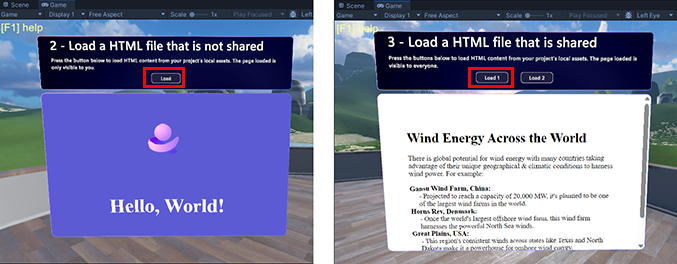 Scene
Game
Game
Display 1
Free Aspect
Scale
1x
Play Focused
Left
[F1] help
2 - Load a HTML file that is not shared
Press the button below to load HTML content from your project's local assets. The page loaded is
only visible to you.
Load
Hello, World!
Scene
Game
Game
Display 1
Free Aspect
Scale
1x
Play Focused
Left Eye
[F1] help
3 - Load a HTML file that is shared
Press the buttons below to load HTML content from your project's local assets. The page loaded is
visible to everyone.
Load 1
Load 2
Wind Energy Across the World
There is global potential for wind energy with many countries taking
advantage of their unique geographical & climatic conditions to harness
wind power. For example:
Gansu Wind Farm, China:
- Projected to reach a capacity of 20,000 MW, it's planned to be one
of the largest wind farms in the world.
Horns Rev, Denmark:
- Once the world's largest offshore wind farm, this wind farm
harnesses the powerful North Sea winds.
Great Plains, USA:
- This region's consistent winds across states like Texas and North
Dakota make it a powerhouse for onshore wind energy.